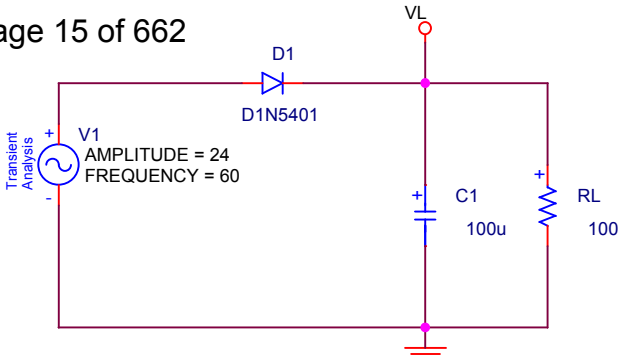 age 15 of 662
VL
D1
D1N5401
Transient
Analysis
+
V1
AMPLITUDE = 24
FREQUENCY = 60
-
+
C1
100u
+
RL
100